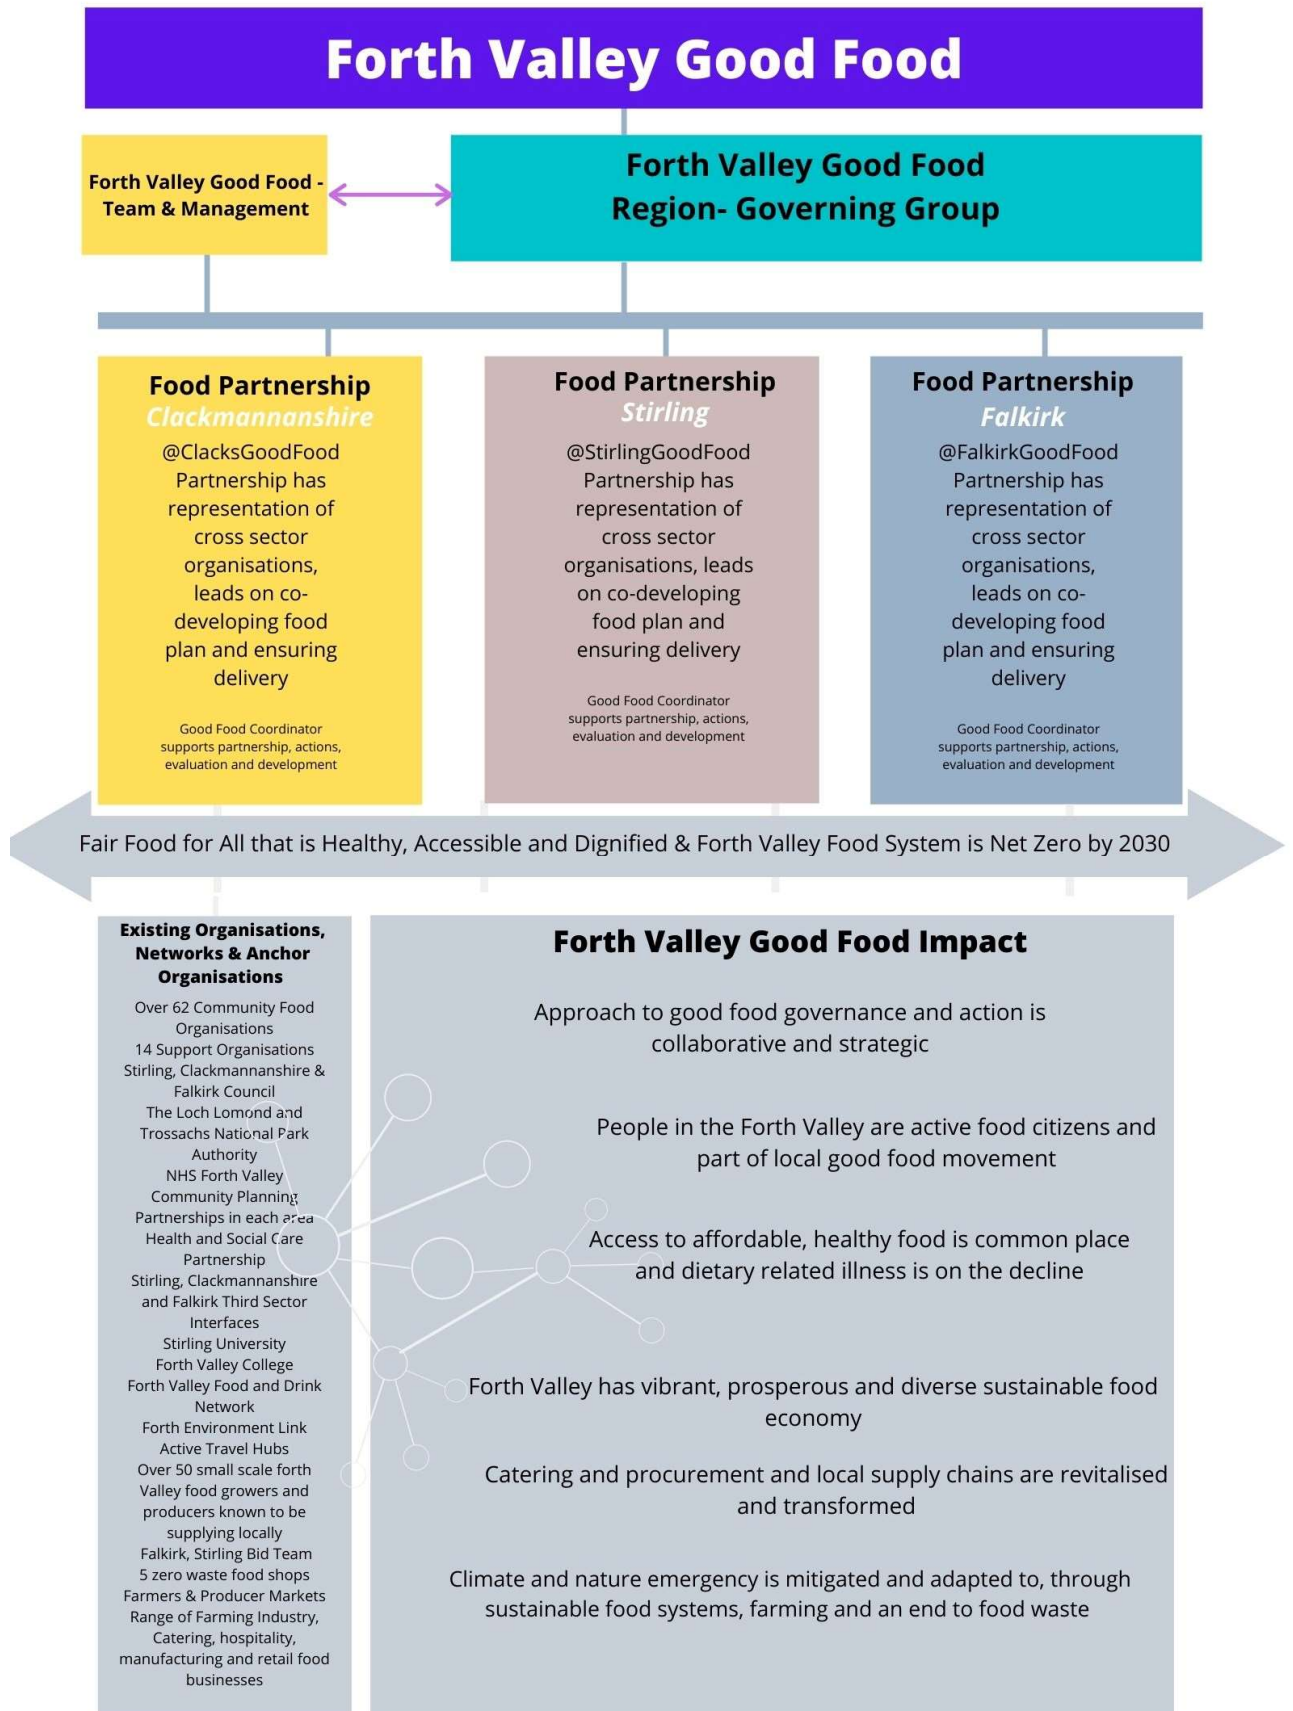 Forth Valley Good Food
Forth Valley Good Food -
Team & Management
Forth Valley Good Food
Region- Governing Group
Food Partnership
Clackmannanshire
@ClacksGoodFood
Partnership has
representation of
cross sector
organisations,
leads on co-
developing food
plan and ensuring
delivery
Good Food Coordinator
supports partnership, actions,
evaluation and development
Food Partnership
Stirling
@StirlingGoodFood
Partnership has
representation of
cross sector
organisations, leads
on co-developing
food plan and
ensuring delivery
Good Food Coordinator
supports partnership, actions,
evaluation and development
Food Partnership
Falkirk
@FalkirkGoodFood
Partnership has
representation of
cross sector
organisations,
leads on co-
developing food
plan and ensuring
delivery
Good Food Coordinator
supports partnership, actions,
evaluation and development
Fair Food for All that is Healthy, Accessible and Dignified & Forth Valley Food System is Net Zero by 2030
Existing Organisations,
Networks & Anchor
Organisations
Over 62 Community Food
Organisations
14 Support Organisations
Stirling, Clackmannanshire &
Falkirk Council
The Loch Lomond and
Trossachs National Park
Authority
NHS Forth Valley
Community Planning
Partnerships in each area
Health and Social Care
Partnership
Stirling, Clackmannanshire
and Falkirk Third Sector
Interfaces
Stirling University
Forth Valley College
Forth Valley Food and Drink
Network
Forth Environment Link
Active Travel Hubs
Over 50 small scale forth
Valley food growers and
producers known to be
supplying locally
Falkirk, Stirling Bid Team
5 zero waste food shops
Farmers & Producer Markets
Range of Farming Industry,
Catering, hospitality,
manufacturing and retail food
businesses
Forth Valley Good Food Impact
Approach to good food governance and action is
collaborative and strategic
People in the Forth Valley are active food citizens and
part of local good food movement
Access to affordable, healthy food is common place
and dietary related illness is on the decline
Forth Valley has vibrant, prosperous and diverse sustainable food
economy
Catering and procurement and local supply chains are revitalised
and transformed
Climate and nature emergency is mitigated and adapted to, through
sustainable food systems, farming and an end to food waste